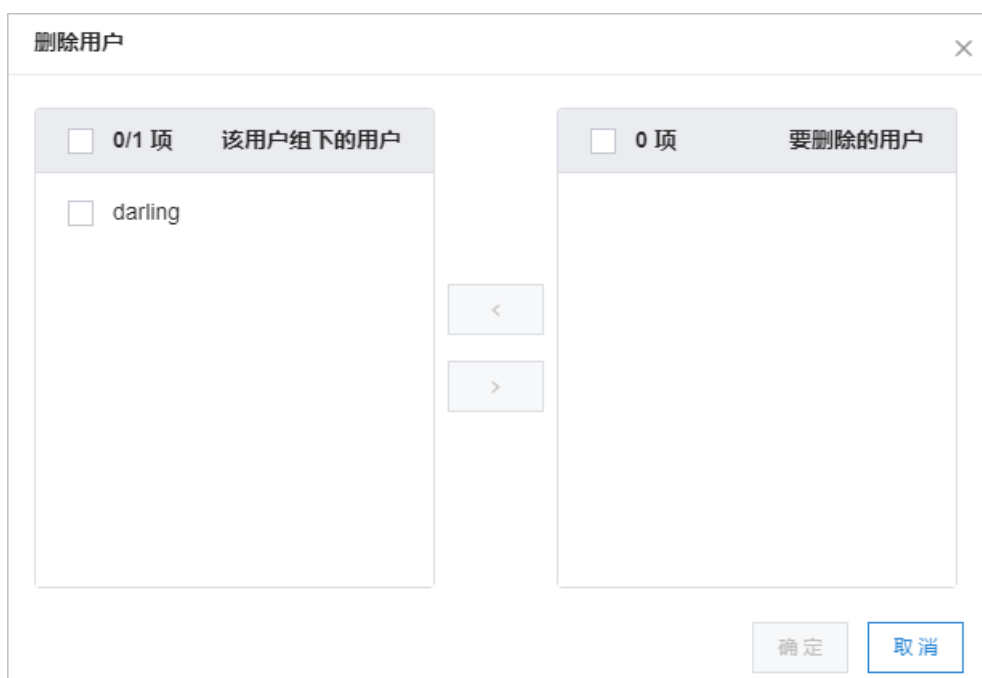 删除用户
0/1 项 该用户组下的用户
darling
0 项 要删除的用户
<
>
确定 取消